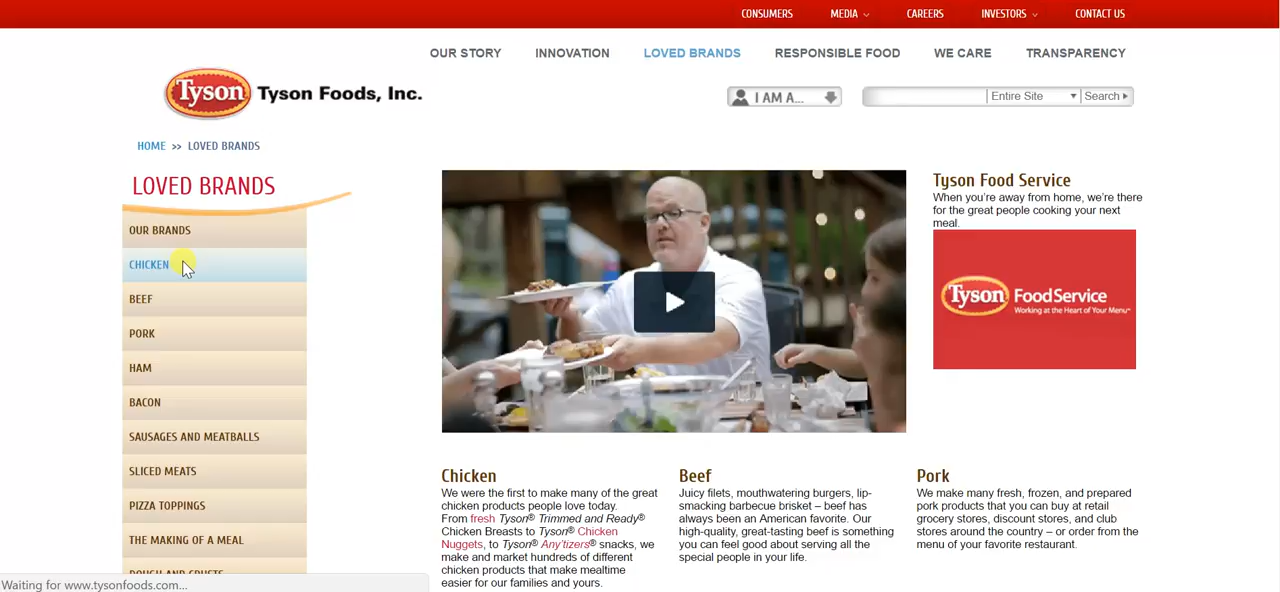 CONSUMERS MEDIA CAREERS INVESTORS CONTACT US
OUR STORY INNOVATION LOVED BRANDS RESPONSIBLE FOOD WE CARE TRANSPARENCY
Tyson Tyson Foods, Inc.
I AM A... Entire Site Search
HOME >> LOVED BRANDS
LOVED BRANDS
OUR BRANDS
CHICKEN
BEEF
PORK
HAM
BACON
SAUSAGES AND MEATBALLS
SLICED MEATS
PIZZA TOPPINGS
THE MAKING OF A MEAL
DOUGH AND CRUSTS
Tyson Food Service
When you're away from home, we're there
for the great people cooking your next
meal.
Tyson FoodService
Working at the Heart of Your Menu™
Chicken
We were the first to make many of the great
chicken products people love today.
From fresh Tyson® Trimmed and Ready®
Chicken Breasts to Tyson® Chicken
Nuggets, to Tyson® Any'tizers® snacks, we
make and market hundreds of different
chicken products that make mealtime
easier for our families and yours.
Beef
Juicy filets, mouthwatering burgers, lip-
smacking barbecue brisket – beef has
always been an American favorite. Our
high-quality, great-tasting beef is something
you can feel good about serving all the
special people in your life.
Pork
We make many fresh, frozen, and prepared
pork products that you can buy at retail
grocery stores, discount stores, and club
stores around the country – or order from the
menu of your favorite restaurant.
Waiting for www.tysonfoods.com...